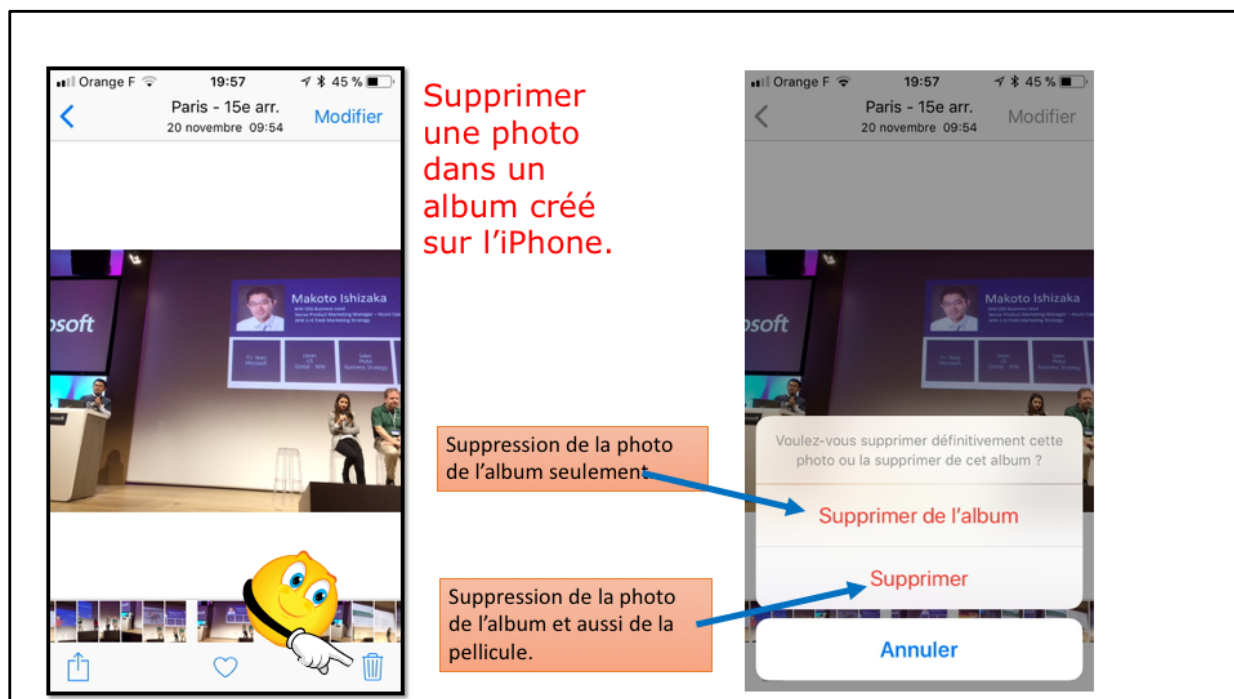 Orange F 19:57 45 %
Paris - 15e arr.
20 novembre 09:54
Modifier
Supprimer
une photo
dans un
album créé
sur l’iPhone.
osoft
Makoto Ishizaka
Suppression de la photo
de l’album seulement.
Suppression de la photo
de l’album et aussi de la
pellicule.
Orange F 19:57 45 %
Paris - 15e arr.
20 novembre 09:54
Modifier
osoft
Makoto Ishizaka
Voulez-vous supprimer définitivement cette
photo ou la supprimer de cet album ?
Supprimer de l’album
Supprimer
Annuler